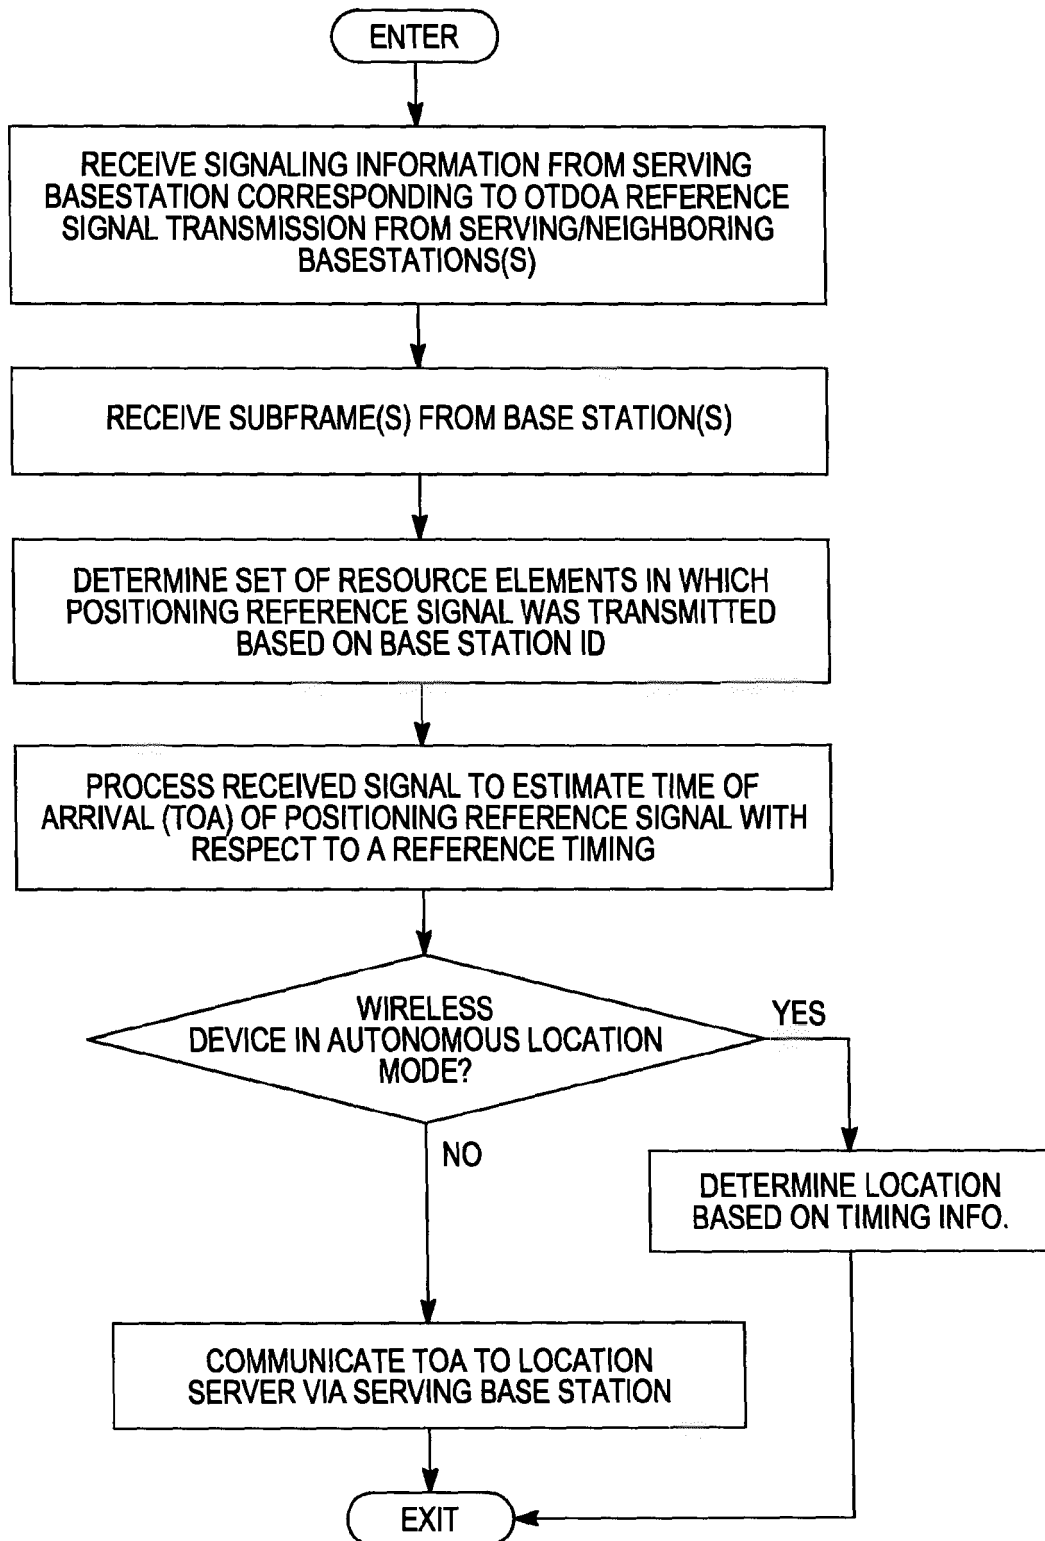 ENTER
RECEIVE SIGNALING INFORMATION FROM SERVING
BASESTATION CORRESPONDING TO OTDOA REFERENCE
SIGNAL TRANSMISSION FROM SERVING/NEIGHBORING
BASESTATIONS(S)
RECEIVE SUBFRAME(S) FROM BASE STATION(S)
DETERMINE SET OF RESOURCE ELEMENTS IN WHICH
POSITIONING REFERENCE SIGNAL WAS TRANSMITTED
BASED ON BASE STATION ID
PROCESS RECEIVED SIGNAL TO ESTIMATE TIME OF
ARRIVAL (TOA) OF POSITIONING REFERENCE SIGNAL WITH
RESPECT TO A REFERENCE TIMING
WIRELESS
DEVICE IN AUTONOMOUS LOCATION
MODE?
YES
NO
DETERMINE LOCATION
BASED ON TIMING INFO.
COMMUNICATE TOA TO LOCATION
SERVER VIA SERVING BASE STATION
EXIT